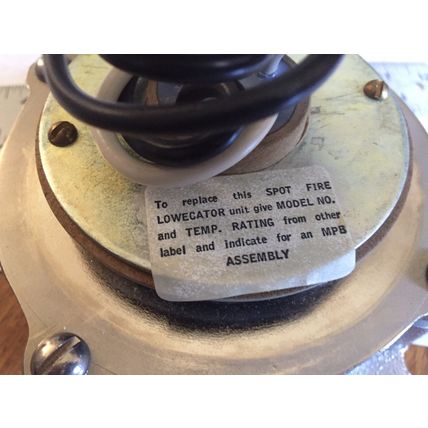 To replace this SPOT FIRE
LOWECATOR unit give MODEL NO.
and TEMP. RATING from other
label and indicate for an MPB
ASSEMBLY